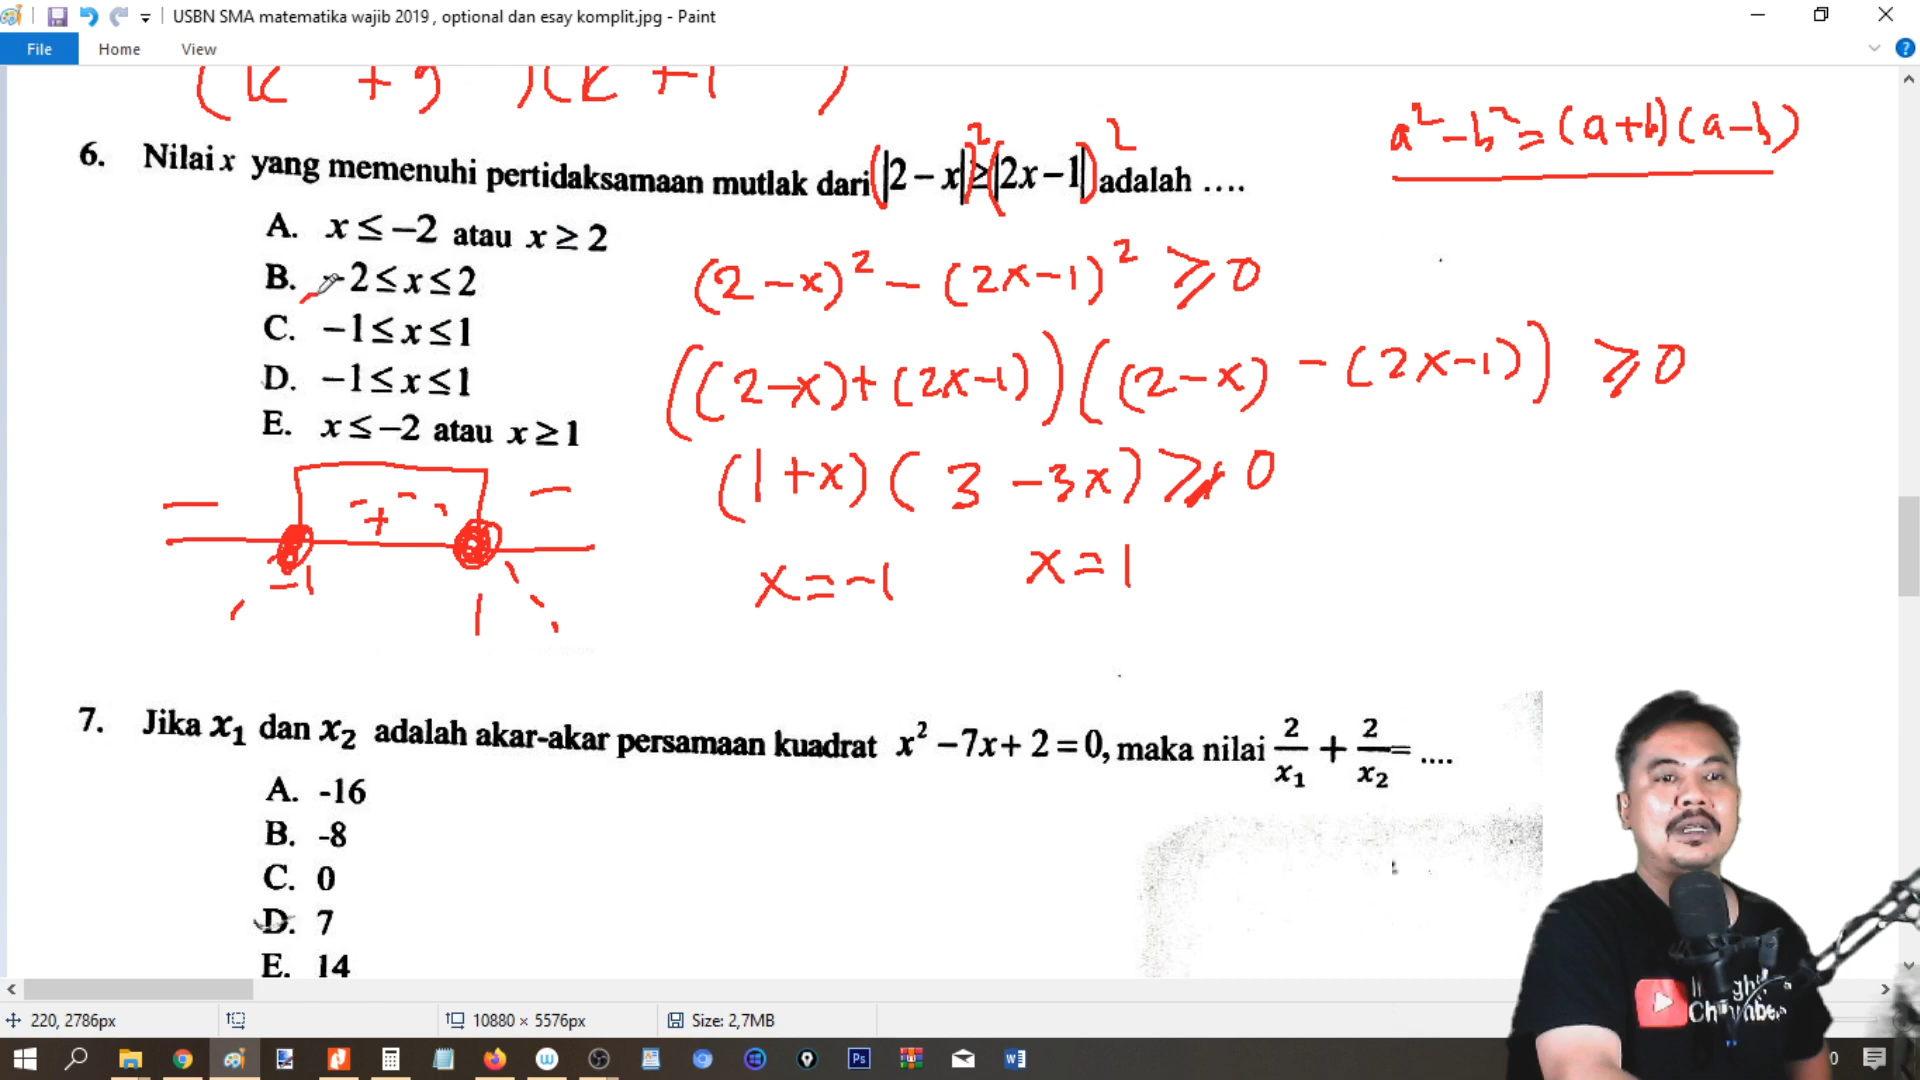 USBN SMA matematika wajib 2019 , optional dan esay komplit.jpg - Paint
File Home View
a² - b² = (a+b)(a-b)
6. Nilai x yang memenuhi pertidaksamaan mutlak dari (|2 - x|)² ≥ (|2x - 1|)² adalah ....
A. x ≤ -2 atau x ≥ 2
B. -2 ≤ x ≤ 2
C. -1 ≤ x ≤ 1
D. -1 ≤ x ≤ 1
E. x ≤ -2 atau x ≥ 1
(2-x)² - (2x-1)² ≥ 0
((2-x)+(2x-1))((2-x) - (2x-1)) ≥ 0
(1+x)(3-3x) ≥ 0
x = -1 x = 1
- + -
-1 1
7. Jika x₁ dan x₂ adalah akar-akar persamaan kuadrat x² - 7x + 2 = 0, maka nilai 2/x₁ + 2/x₂ = ....
A. -16
B. -8
C. 0
D. 7
E. 14
220, 2786px 10880 × 5576px Size: 2,7MB